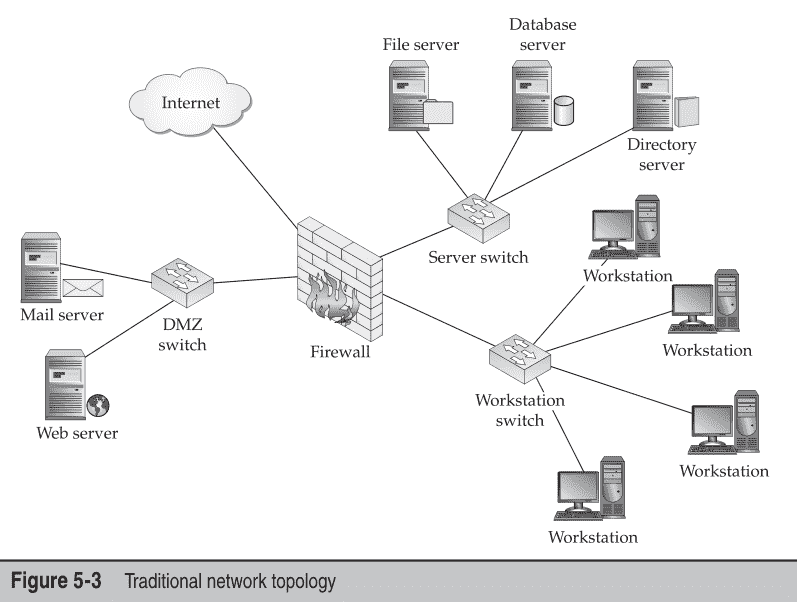 File server
Database
server
Internet
Directory
server
Server switch
Workstation
Mail server
DMZ
switch
Firewall
Workstation
Workstation
switch
Web server
Workstation
Workstation
Figure 5-3 Traditional network topology